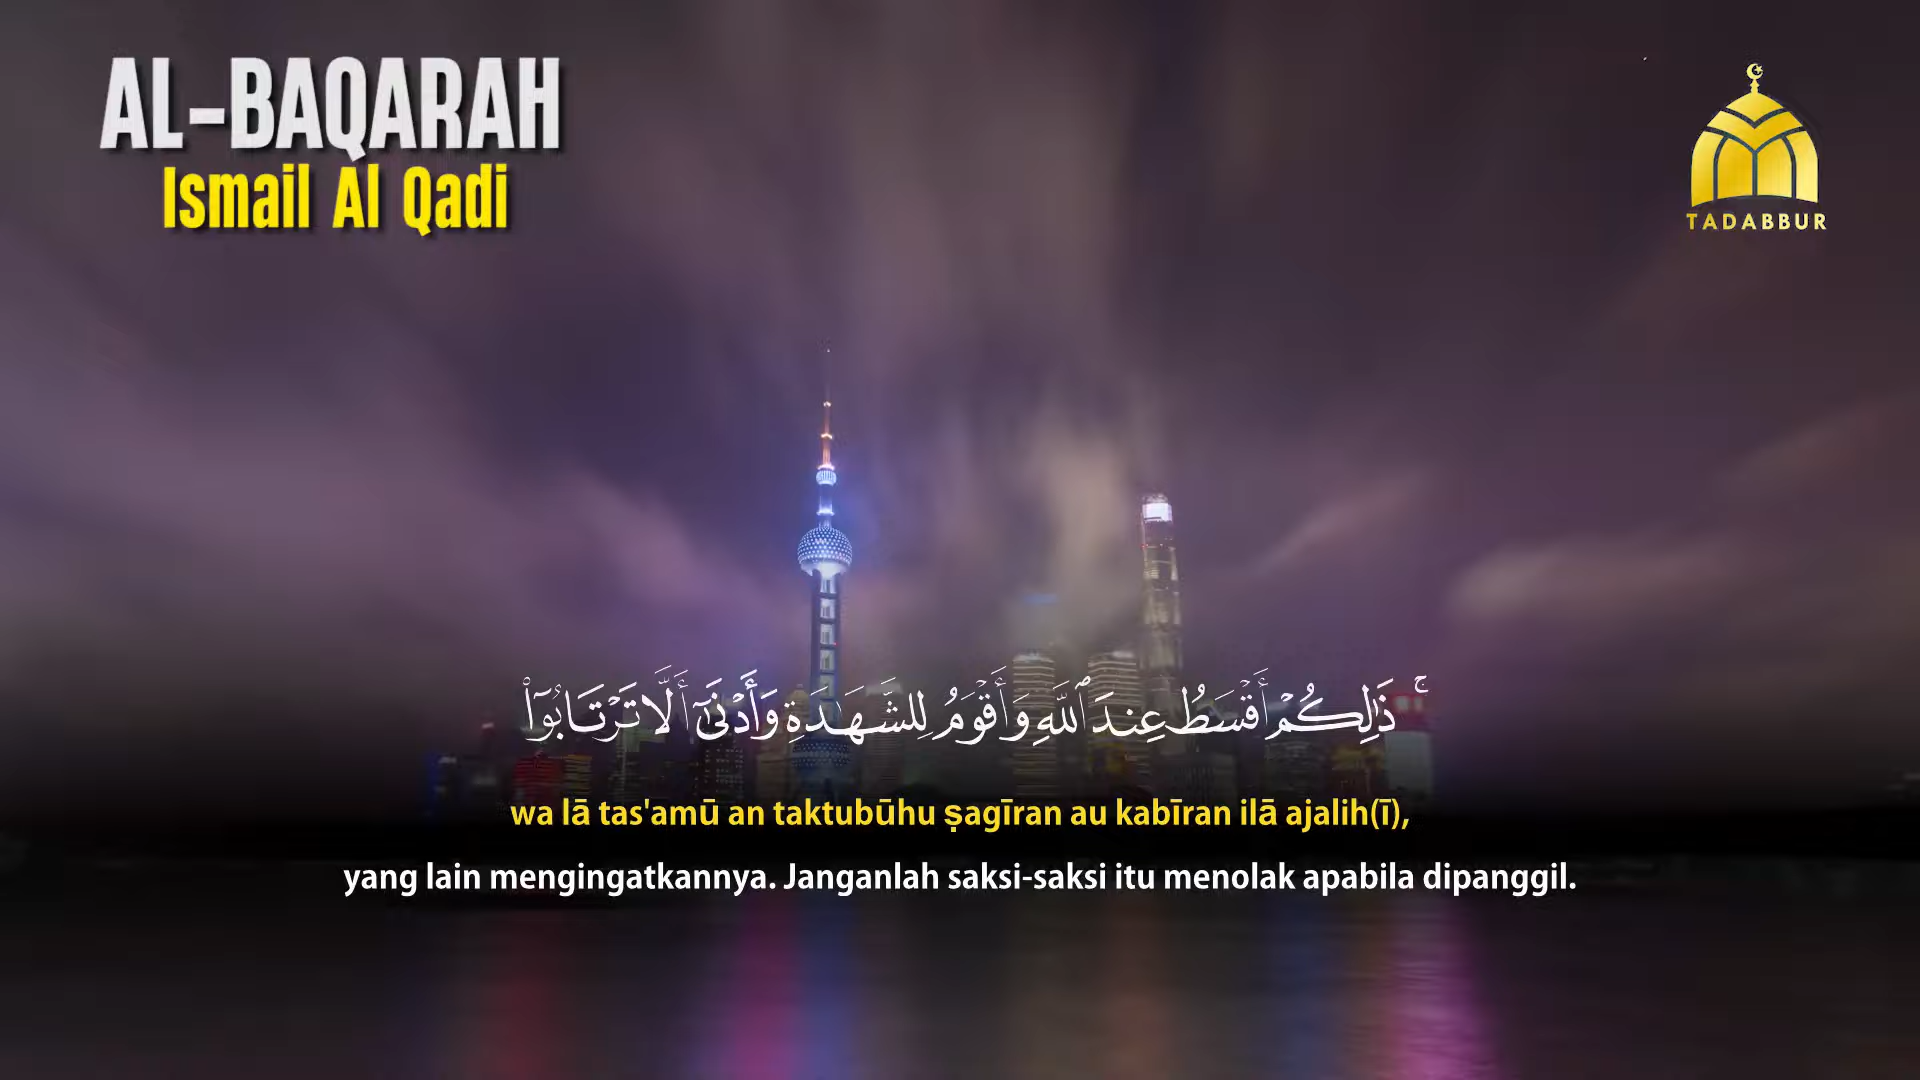 AL-BAQARAH
Ismail Al Qadi
TADABBUR
ۚ ذَٰلِكُمْ أَقْسَطُ عِندَ ٱللَّهِ وَأَقْوَمُ لِلشَّهَٰدَةِ وَأَدْنَىٰٓ أَلَّا تَرْتَابُوٓا۟
wa lā tas'amū an taktubūhu ṣagīran au kabīran ilā ajalih(ī),
yang lain mengingatkannya. Janganlah saksi-saksi itu menolak apabila dipanggil.